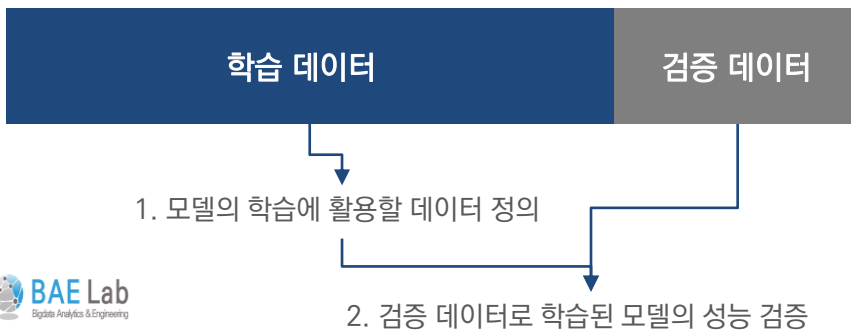 학습 데이터
검증 데이터
1. 모델의 학습에 활용할 데이터 정의
BAE Lab
Bigdata Analytics & Engineering
2. 검증 데이터로 학습된 모델의 성능 검증